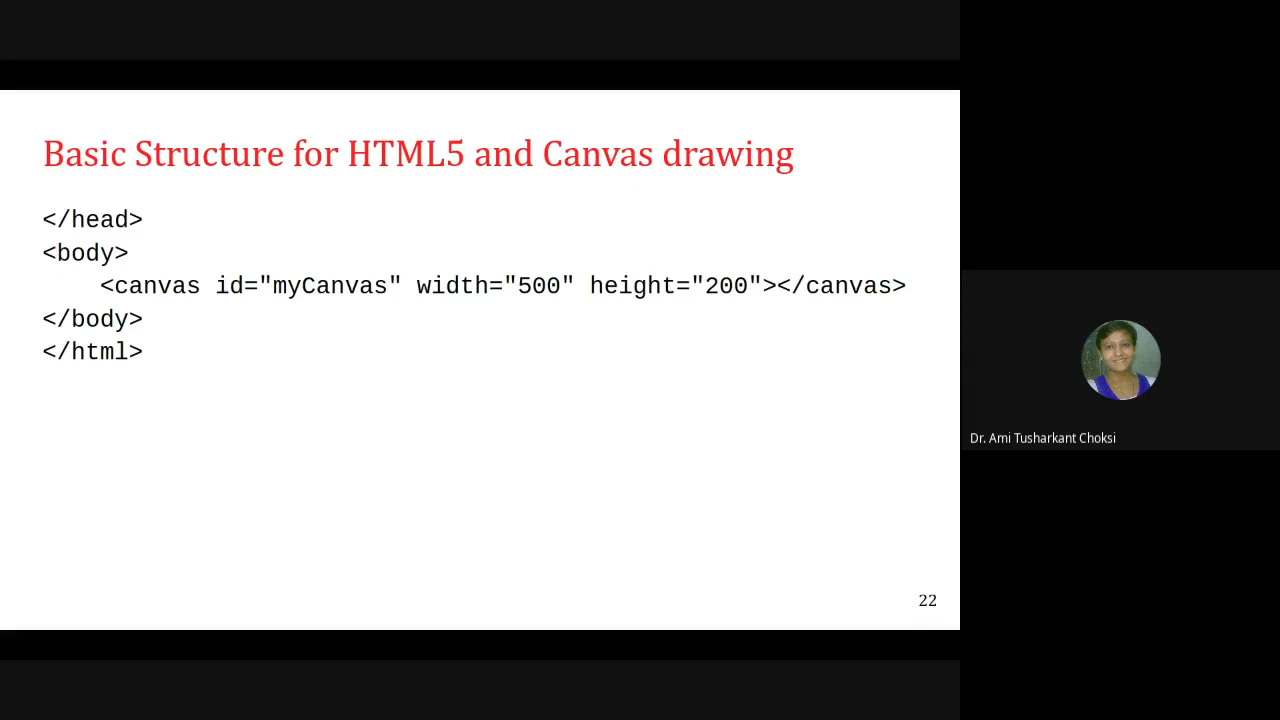 Basic Structure for HTML5 and Canvas drawing
</head>
<body>
    <canvas id="myCanvas" width="500" height="200"></canvas>
</body>
</html>
22
Dr. Ami Tusharkant Choksi